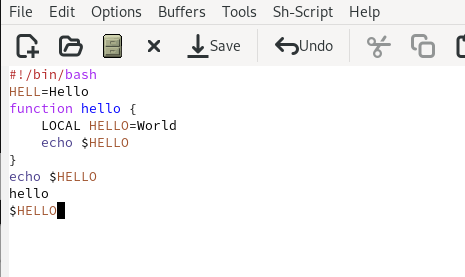 File Edit Options Buffers Tools Sh-Script Help
Save Undo
#!/bin/bash
HELL=Hello
function hello {
    LOCAL HELLO=World
    echo $HELLO
}
echo $HELLO
hello
$HELLO